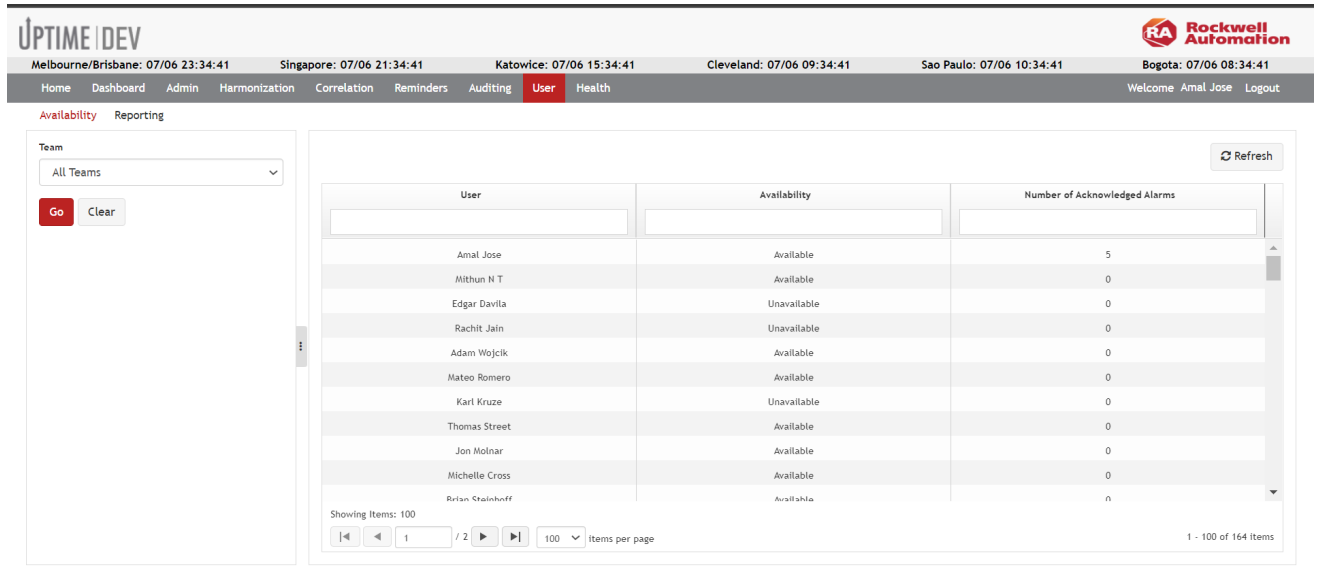 UPTIME | DEV
Rockwell
Automation
RA
Melbourne/Brisbane: 07/06 23:34:41 Singapore: 07/06 21:34:41 Katowice: 07/06 15:34:41 Cleveland: 07/06 09:34:41 Sao Paulo: 07/06 10:34:41 Bogota: 07/06 08:34:41
Home Dashboard Admin Harmonization Correlation Reminders Auditing User Health Welcome Amal Jose Logout
Availability Reporting
Team
All Teams
Go Clear
Refresh
User Availability Number of Acknowledged Alarms
Amal Jose Available 5
Mithun N T Available 0
Edgar Davila Unavailable 0
Rachit Jain Unavailable 0
Adam Wojcik Available 0
Mateo Romero Available 0
Karl Kruze Unavailable 0
Thomas Street Available 0
Jon Molnar Available 0
Michelle Cross Available 0
Brian Steinhoff Available 0
Showing Items: 100
1 / 2 100 items per page 1 - 100 of 164 items